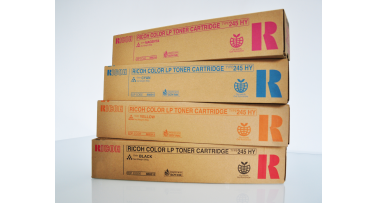 RICOH
RICOH COLOR LP TONER CARTRIDGE TYPE 245 HY
MAGENTA
R
RICOH
RICOH COLOR LP TONER CARTRIDGE TYPE 245 HY
CYAN
R
RICOH
RICOH COLOR LP TONER CARTRIDGE TYPE 245 HY
YELLOW
R
RICOH
RICOH COLOR LP TONER CARTRIDGE TYPE 245 HY
BLACK
R